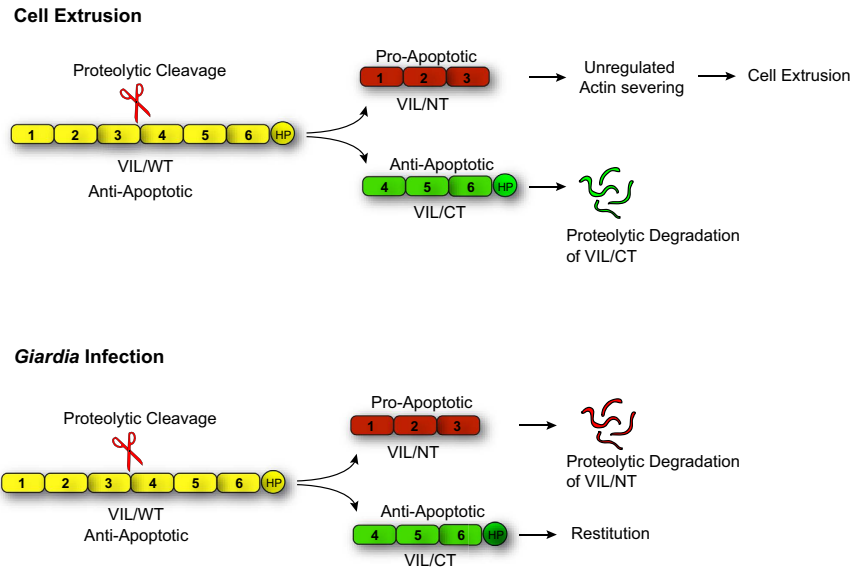 Cell Extrusion
Proteolytic Cleavage
1 2 3 4 5 6 HP
VIL/WT
Anti-Apoptotic
Pro-Apoptotic
1 2 3
VIL/NT
Unregulated
Actin severing
Cell Extrusion
Anti-Apoptotic
4 5 6 HP
VIL/CT
Proteolytic Degradation
of VIL/CT
Giardia Infection
Proteolytic Cleavage
1 2 3 4 5 6 HP
VIL/WT
Anti-Apoptotic
Pro-Apoptotic
1 2 3
VIL/NT
Proteolytic Degradation
of VIL/NT
Anti-Apoptotic
4 5 6 HP
VIL/CT
Restitution